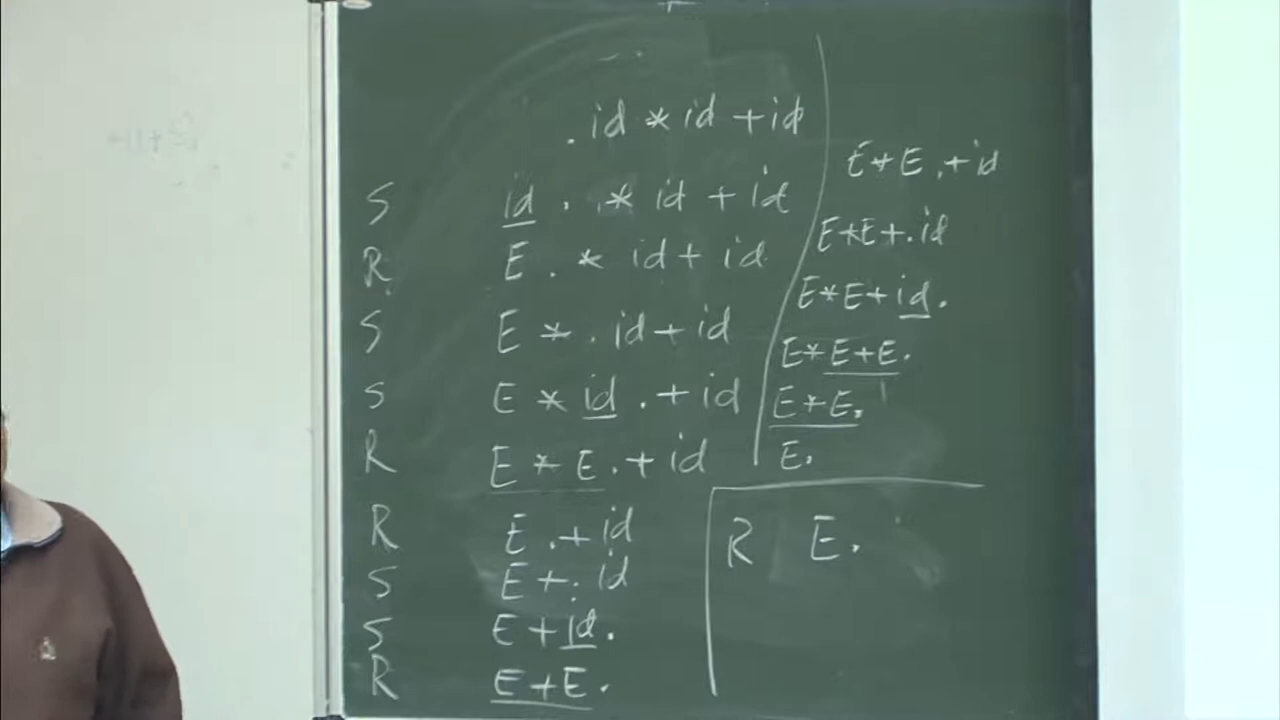 . id * id + id
S id . * id + id
R E . * id + id
S E * . id + id
S E * id . + id
R E * E . + id
R E . + id
S E + . id
S E + id .
R E + E .
E * E . + id
E * E + . id
E * E + id .
E * E + E .
E * E .
E .
R E .